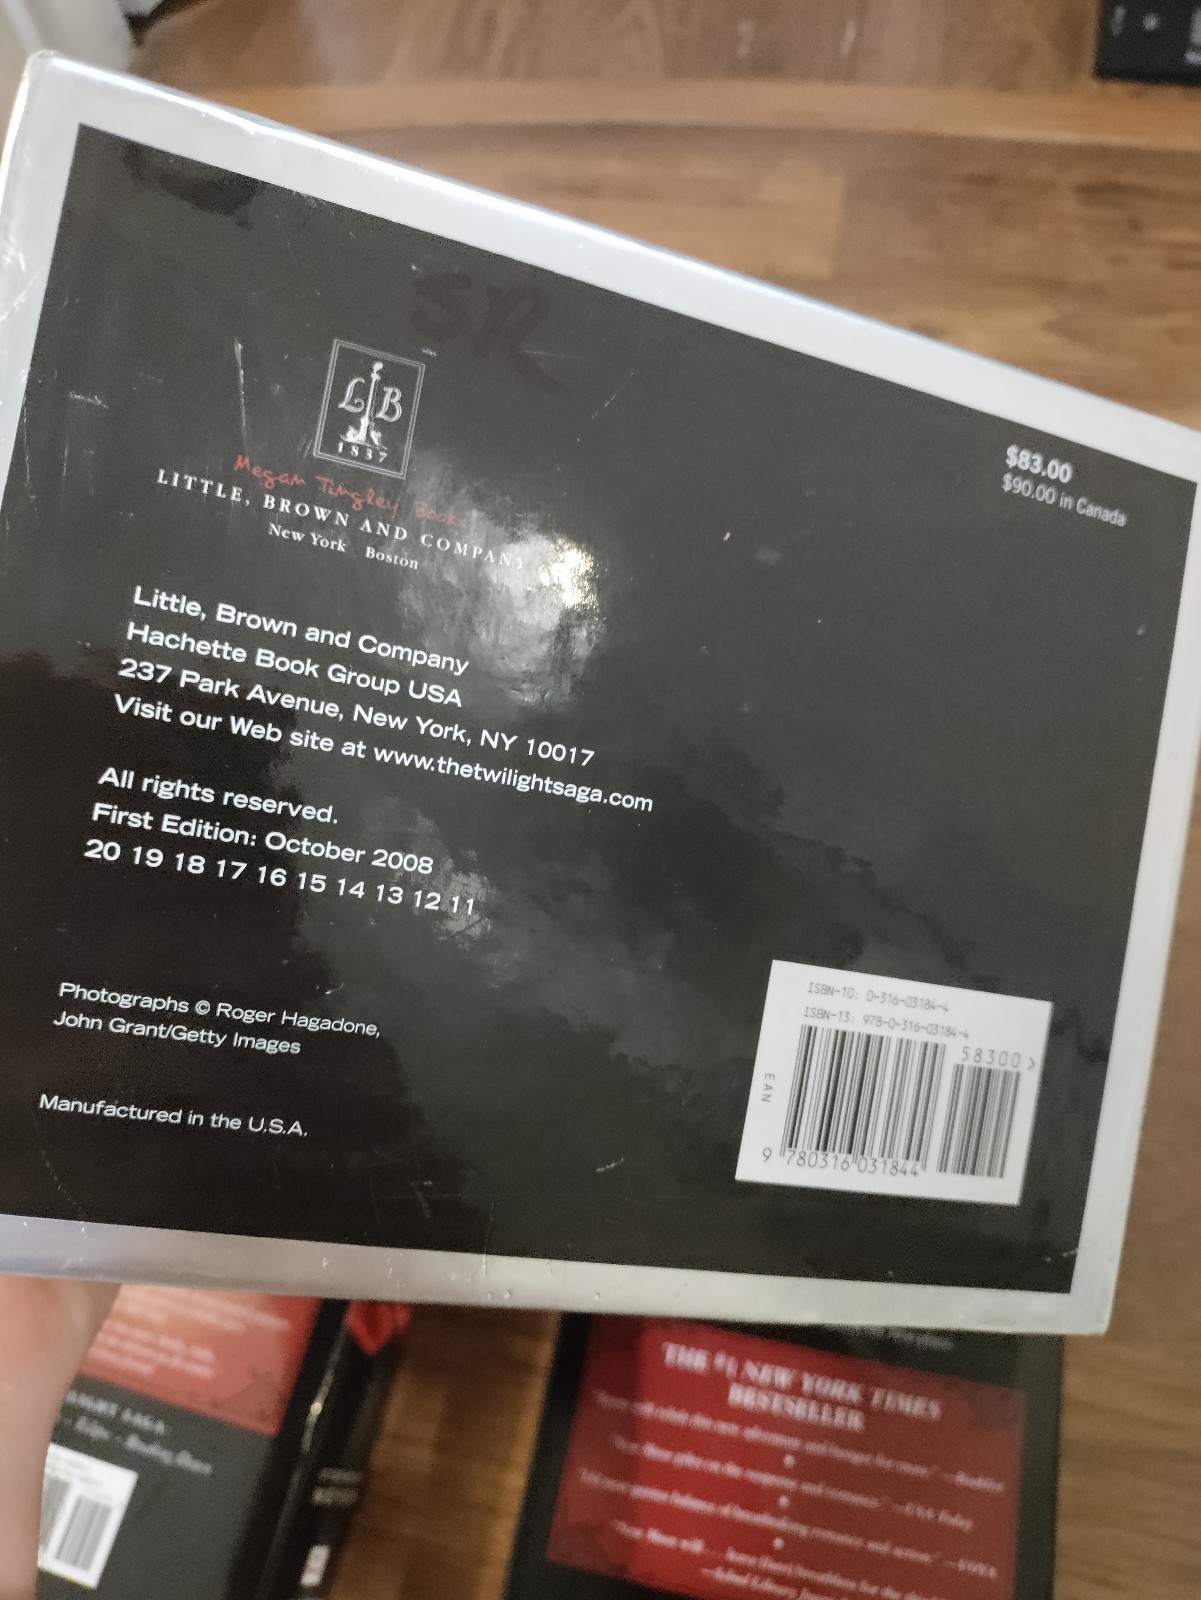 SR
LB
1837
Megan Tingley Books
LITTLE, BROWN AND COMPANY
New York Boston
$83.00
$90.00 in Canada
Little, Brown and Company
Hachette Book Group USA
237 Park Avenue, New York, NY 10017
Visit our Web site at www.thetwilightsaga.com
All rights reserved.
First Edition: October 2008
20 19 18 17 16 15 14 13 12 11
Photographs © Roger Hagadone,
John Grant/Getty Images
Manufactured in the U.S.A.
ISBN-10: 0-316-03184-4
ISBN-13: 978-0-316-03184-4
58300 >
EAN
9 780316 031844
THE #1 NEW YORK TIMES
BESTSELLER